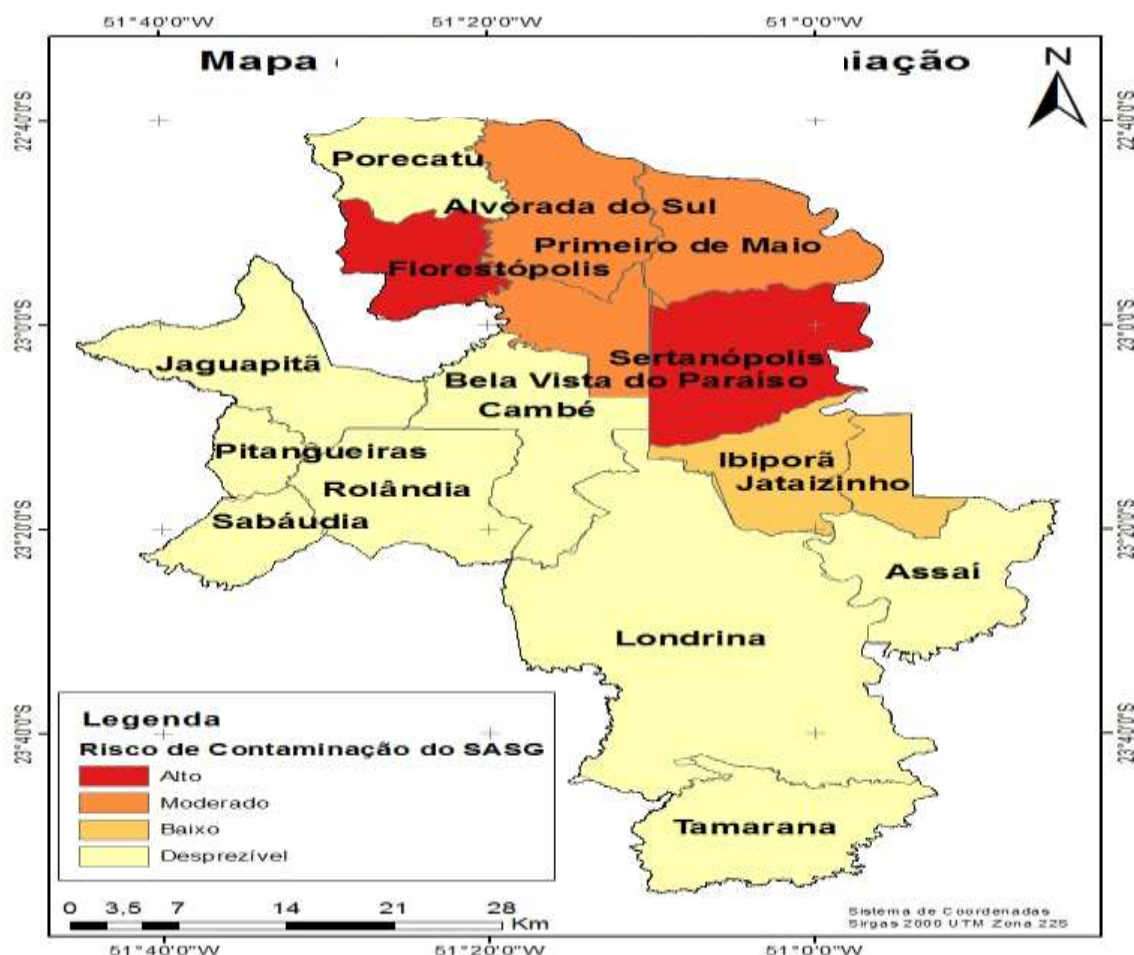 51°40'0"W 51°20'0"W 51°0'0"W
Mapa
iação
N
22°40'0"S 22°40'0"S
Porecatu
Alvorada do Sul
Primeiro de Maio
Florestópolis
23°0'0"S 23°0'0"S
Sertanópolis
Jaguapitã
Bela Vista do Paraiso
Cambé
Pitangueiras
Ibiporã
Jataizinho
Rolândia
Sabáudia
23°20'0"S 23°20'0"S
Assaí
Londrina
Legenda
23°40'0"S 23°40'0"S
Risco de Contaminação do SASG
Alto
Moderado
Baixo
Desprezível
Tamarana
0 3,5 7 14 21 28
Km
Sistema de Coordenadas
Sirgas 2000 UTM Zona 22S
51°40'0"W 51°20'0"W 51°0'0"W